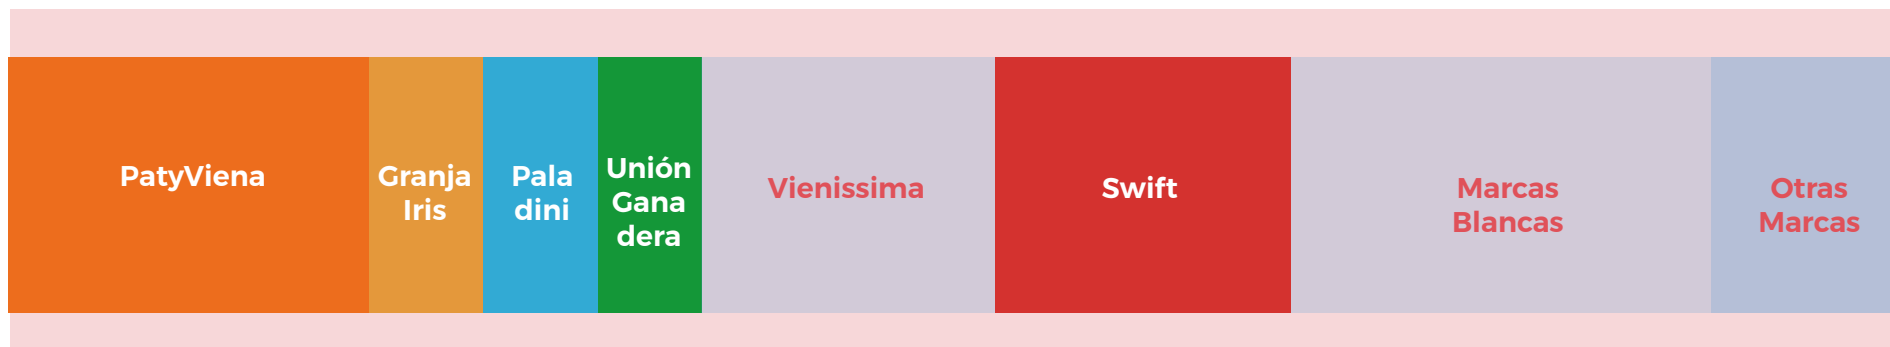 PatyViena
Granja
Iris
Pala
dini
Unión
Gana
dera
Vienissima
Swift
Marcas
Blancas
Otras
Marcas